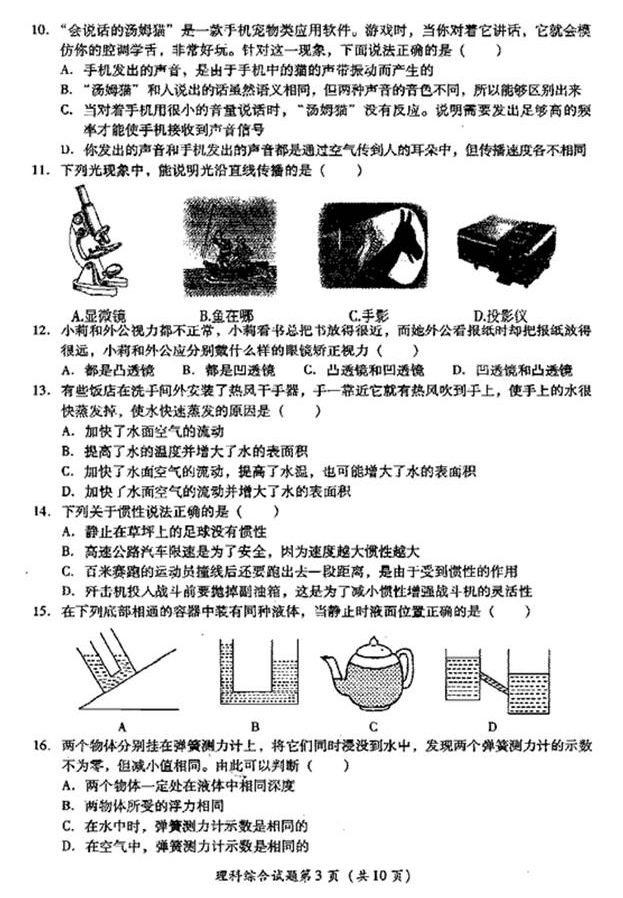 10. “会说话的汤姆猫”是一款手机宠物类应用软件。游戏时，当你对着它讲话，它就会模
仿你的腔调学舌，非常好玩。针对这一现象，下面说法正确的是（　　）
A. 手机发出的声音，是由于手机中的猫的声带振动而产生的
B. “汤姆猫”和人说出的话虽然语义相同，但两种声音的音色不同，所以能够区别出来
C. 当对着手机用很小的音量说话时，“汤姆猫”没有反应。说明需要发出足够高的频
率才能使手机接收到声音信号
D. 你发出的声音和手机发出的声音都是通过空气传到人的耳朵中，但传播速度各不相同
11. 下列光现象中，能说明光沿直线传播的是（　　）
A.显微镜 B.鱼在哪 C.手影 D.投影仪
12. 小莉和外公视力都不正常，小莉看书总把书放得很近，而她外公看报纸时却把报纸放得
很远，小莉和外公应分别戴什么样的眼镜矫正视力（　　）
A. 都是凸透镜 B. 都是凹透镜 C. 凸透镜和凹透镜 D. 凹透镜和凸透镜
13. 有些饭店在洗手间外安装了热风干手器，手一靠近它就有热风吹到手上，使手上的水很
快蒸发掉，使水快速蒸发的原因是（　　）
A. 加快了水面空气的流动
B. 提高了水的温度并增大了水的表面积
C. 加快了水面空气的流动，提高了水温，也可能增大了水的表面积
D. 加快了水面空气的流动并增大了水的表面积
14. 下列关于惯性说法正确的是（　　）
A. 静止在草坪上的足球没有惯性
B. 高速公路汽车限速是为了安全，因为速度越大惯性越大
C. 百米赛跑的运动员撞线后还要跑出去一段距离，是由于受到惯性的作用
D. 歼击机投入战斗前要抛掉副油箱，这是为了减小惯性增强战斗机的灵活性
15. 在下列底部相通的容器中装有同种液体，当静止时液面位置正确的是（　　）
A B C D
16. 两个物体分别挂在弹簧测力计上，将它们同时浸没到水中，发现两个弹簧测力计的示数
不为零，但减小值相同。由此可以判断（　　）
A. 两个物体一定处在液体中相同深度
B. 两物体所受的浮力相同
C. 在水中时，弹簧测力计示数是相同的
D. 在空气中，弹簧测力计示数是相同的
理科综合试题第3页（共10页）